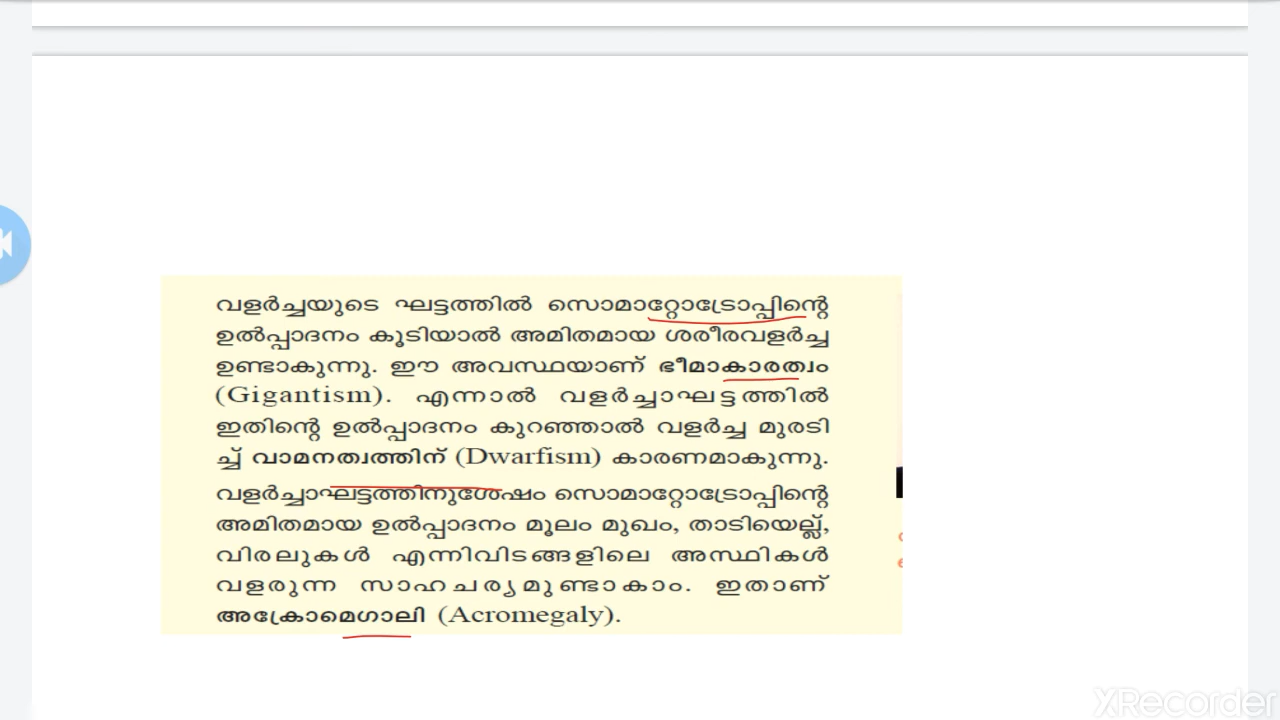 വളർച്ചയുടെ ഘട്ടത്തിൽ സൊമാറ്റോട്രോപ്പിന്റെ
ഉൽപ്പാദനം കൂടിയാൽ അമിതമായ ശരീരവളർച്ച
ഉണ്ടാകുന്നു. ഈ അവസ്ഥയാണ് ഭീമാകാരത്വം
(Gigantism). എന്നാൽ വളർച്ചാഘട്ടത്തിൽ
ഇതിന്റെ ഉൽപ്പാദനം കുറഞ്ഞാൽ വളർച്ച മുരടി
ച്ച് വാമനത്വത്തിന് (Dwarfism) കാരണമാകുന്നു.
വളർച്ചാഘട്ടത്തിനുശേഷം സൊമാറ്റോട്രോപ്പിന്റെ
അമിതമായ ഉൽപ്പാദനം മൂലം മുഖം, താടിയെല്ല്,
വിരലുകൾ എന്നിവിടങ്ങളിലെ അസ്ഥികൾ
വളരുന്ന സാഹചര്യമുണ്ടാകാം. ഇതാണ്
അക്രോമെഗാലി (Acromegaly).
XRecorder